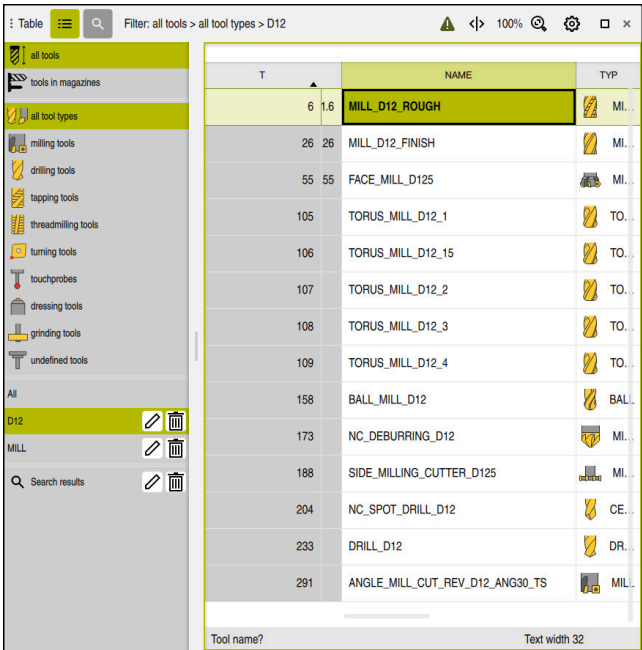 Table
Filter: all tools > all tool types > D12
100%
all tools
tools in magazines
all tool types
milling tools
drilling tools
tapping tools
threadmilling tools
turning tools
touchprobes
dressing tools
grinding tools
undefined tools
All
D12
MILL
Search results
T NAME TYP
6 1.6 MILL_D12_ROUGH MI...
26 26 MILL_D12_FINISH MI...
55 55 FACE_MILL_D125 MI...
105 TORUS_MILL_D12_1 TO...
106 TORUS_MILL_D12_15 TO...
107 TORUS_MILL_D12_2 TO...
108 TORUS_MILL_D12_3 TO...
109 TORUS_MILL_D12_4 TO...
158 BALL_MILL_D12 BAL...
173 NC_DEBURRING_D12 MI...
188 SIDE_MILLING_CUTTER_D125 MI...
204 NC_SPOT_DRILL_D12 CE...
233 DRILL_D12 DR...
291 ANGLE_MILL_CUT_REV_D12_ANG30_TS MIL...
Tool name? Text width 32